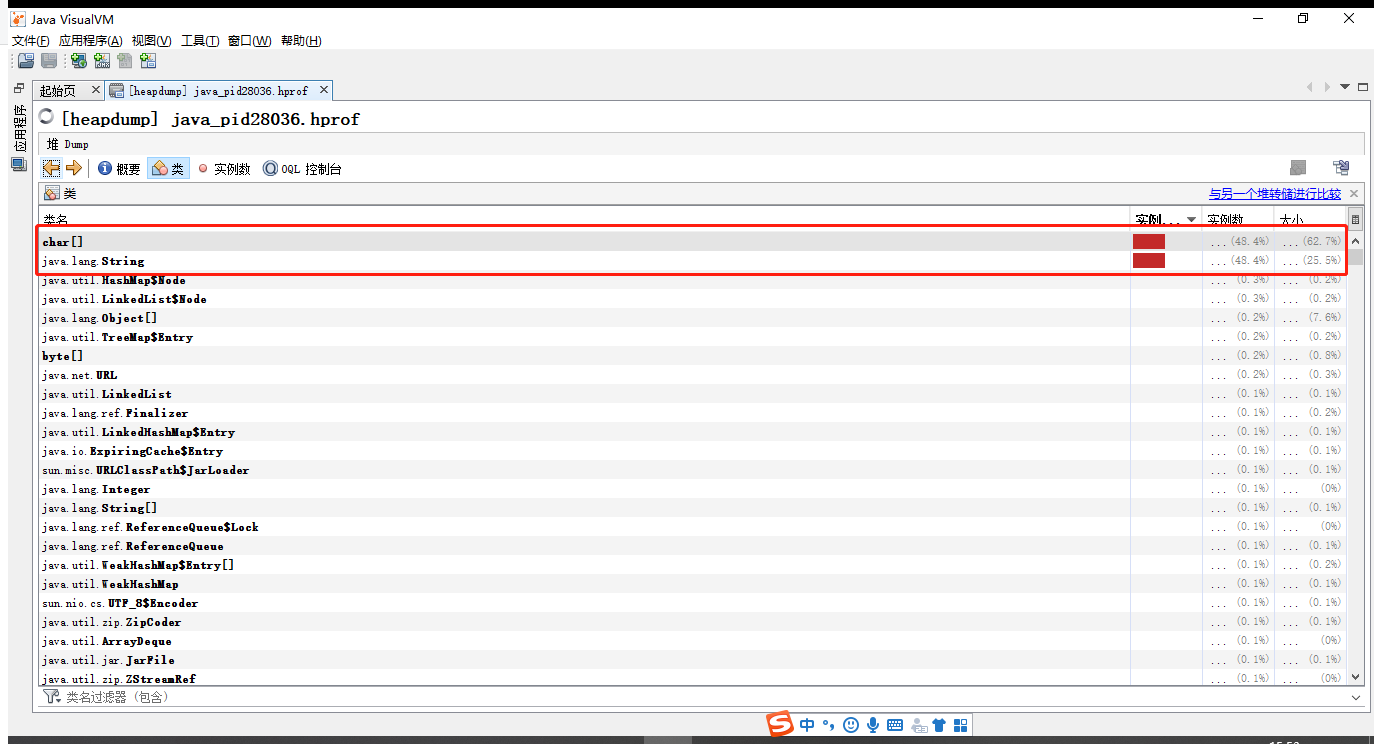 Java VisualVM
文件(F) 应用程序(A) 视图(V) 工具(T) 窗口(W) 帮助(H)
起始页 × [heapdump] java_pid28036.hprof ×
应用程序
[heapdump] java_pid28036.hprof
堆 Dump
概要 类 实例数 OQL 控制台
类 与另一个堆转储进行比较
类名 实例... 实例数 大小
char[] ... (48.4%) ... (62.7%)
java.lang.String ... (48.4%) ... (25.5%)
java.util.HashMap$Node ... (0.3%) ... (0.2%)
java.util.LinkedList$Node ... (0.3%) ... (0.2%)
java.lang.Object[] ... (0.2%) ... (7.6%)
java.util.TreeMap$Entry ... (0.2%) ... (0.2%)
byte[] ... (0.2%) ... (0.8%)
java.net.URL ... (0.2%) ... (0.3%)
java.util.LinkedList ... (0.1%) ... (0.1%)
java.lang.ref.Finalizer ... (0.1%) ... (0.2%)
java.util.LinkedHashMap$Entry ... (0.1%) ... (0.1%)
java.io.ExpiringCache$Entry ... (0.1%) ... (0.1%)
sun.misc.URLClassPath$JarLoader ... (0.1%) ... (0.1%)
java.lang.Integer ... (0.1%) ... (0%)
java.lang.String[] ... (0.1%) ... (0.1%)
java.lang.ref.ReferenceQueue$Lock ... (0.1%) ... (0%)
java.lang.ref.ReferenceQueue ... (0.1%) ... (0.1%)
java.util.WeakHashMap$Entry[] ... (0.1%) ... (0.2%)
java.util.WeakHashMap ... (0.1%) ... (0.1%)
sun.nio.cs.UTF_8$Encoder ... (0.1%) ... (0.1%)
java.util.zip.ZipCoder ... (0.1%) ... (0.1%)
java.util.ArrayDeque ... (0.1%) ... (0%)
java.util.jar.JarFile ... (0.1%) ... (0.1%)
java.util.zip.ZStreamRef ... (0.1%) ... (0%)
类名过滤器 (包含)
S 中